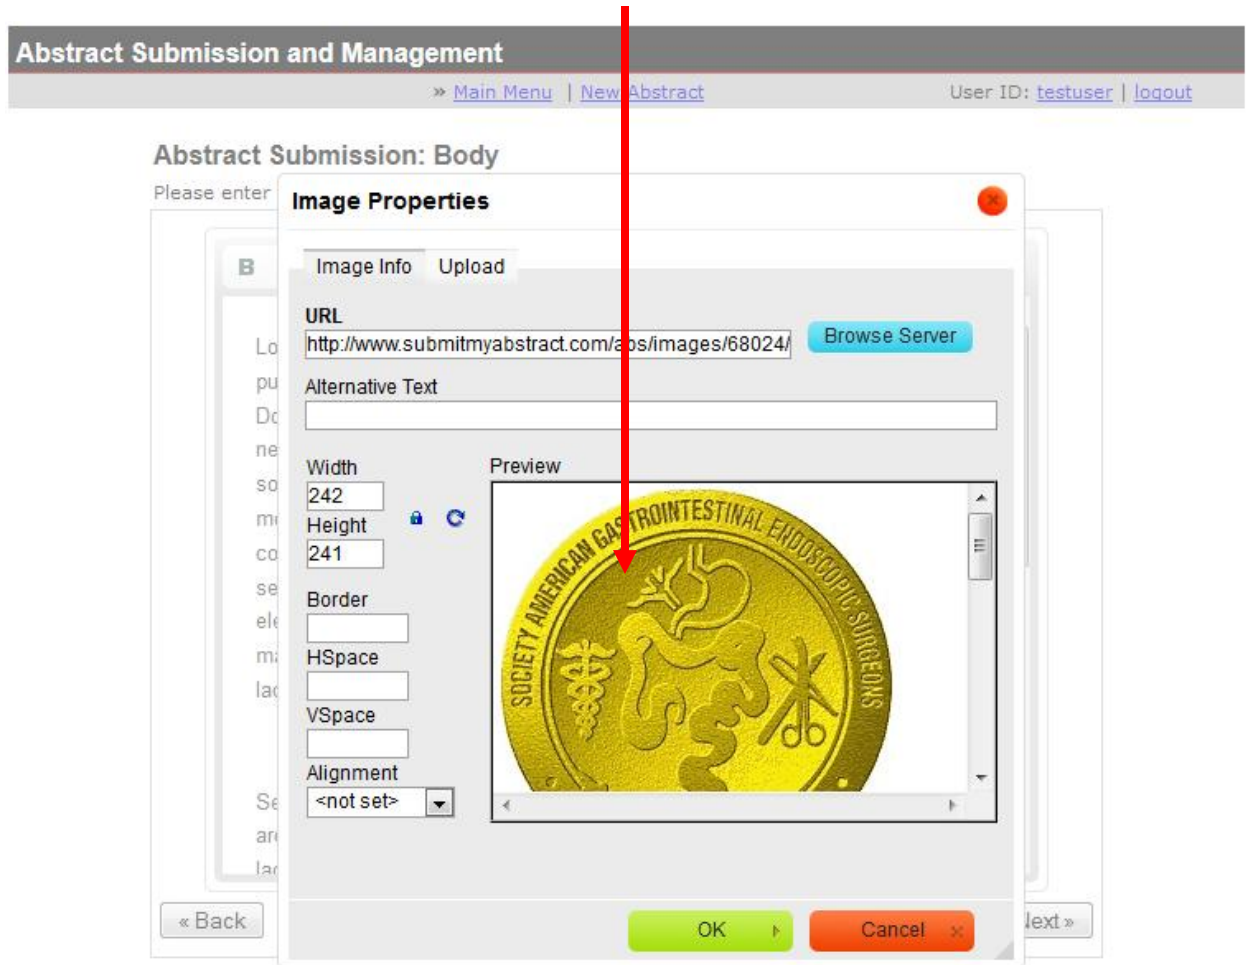 Abstract Submission and Management
» Main Menu | New Abstract User ID: testuser | logout
Abstract Submission: Body
Please enter
Image Properties
B
Image Info Upload
URL
http://www.submitmyabstract.com/abs/images/68024/ Browse Server
Alternative Text
Width Preview
242
Height
241
SOCIETY AMERICAN GASTROINTESTINAL ENDOSCOPIC SURGEONS
Border
HSpace
VSpace
Alignment
<not set>
« Back
OK Cancel